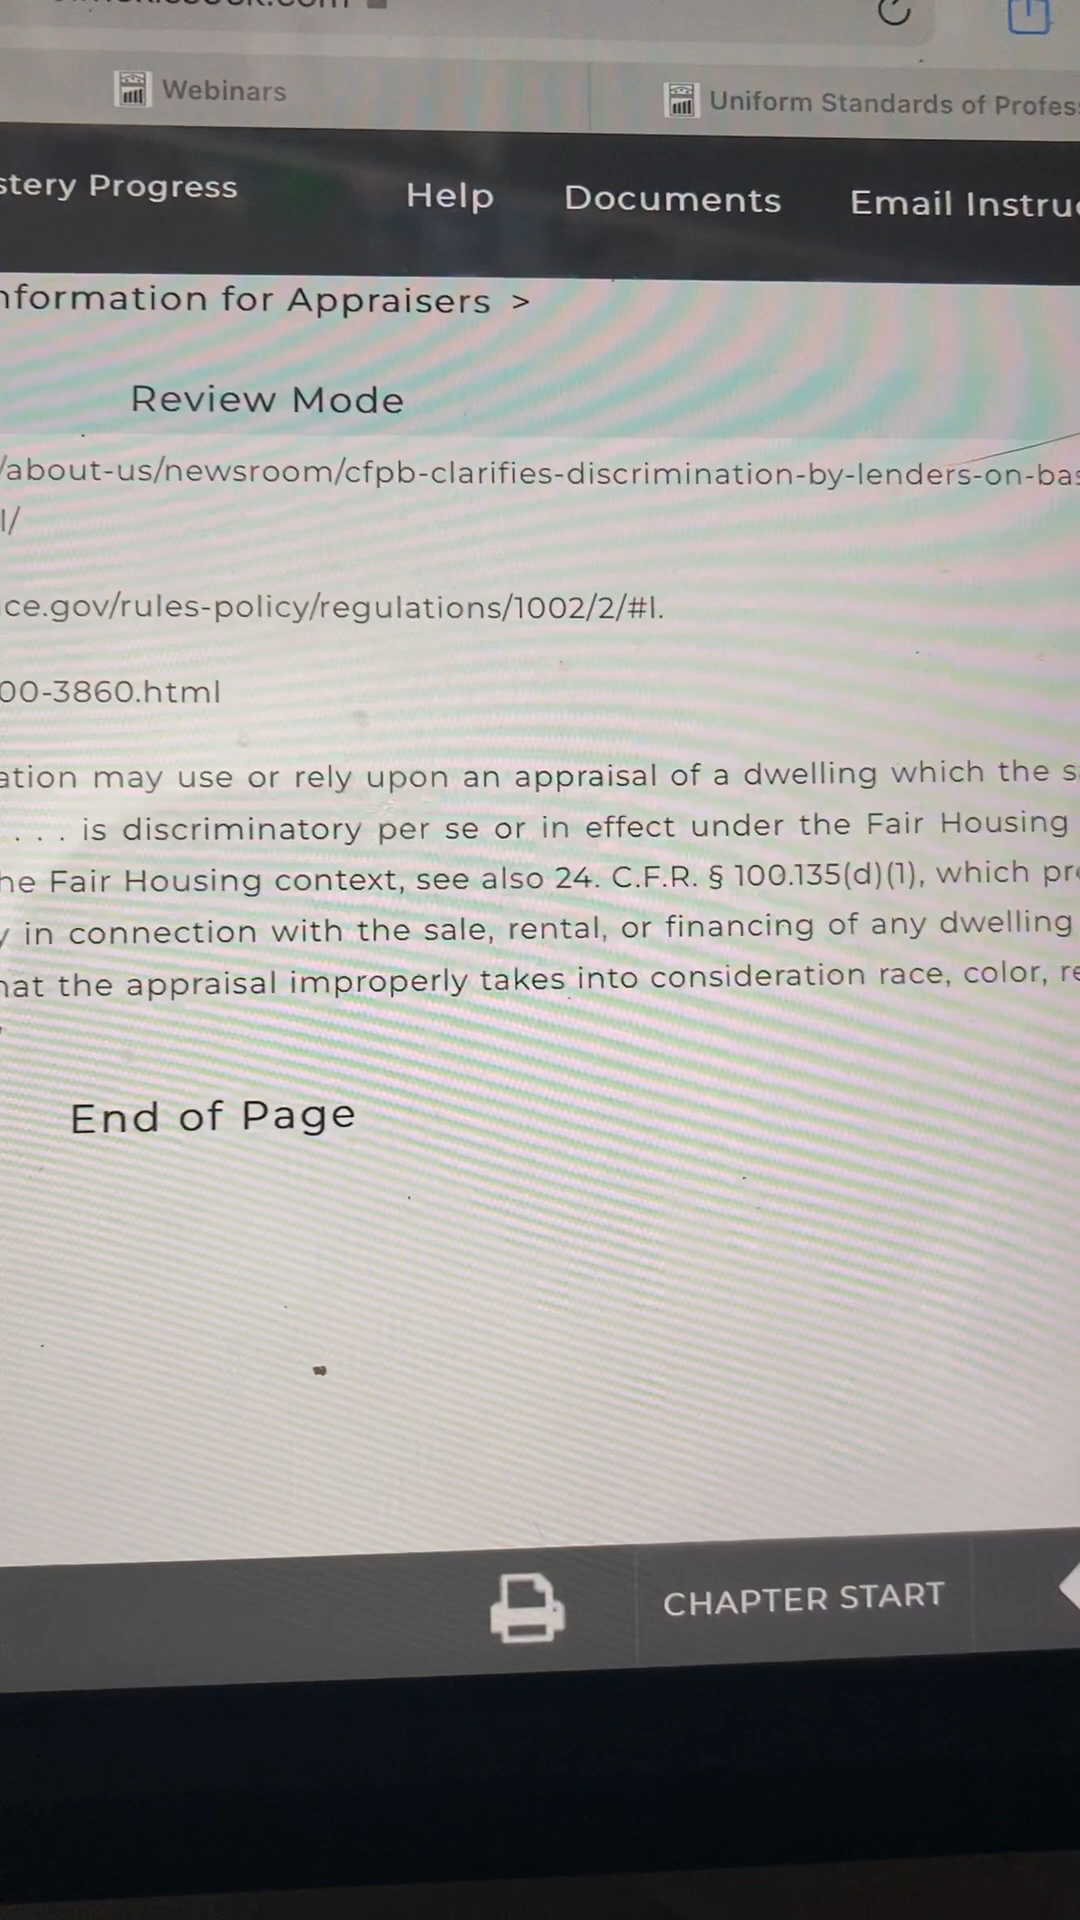 Webinars
Uniform Standards of Profes
stery Progress
Help
Documents
Email Instru
nformation for Appraisers >
Review Mode
/about-us/newsroom/cfpb-clarifies-discrimination-by-lenders-on-bas
l/
ce.gov/rules-policy/regulations/1002/2/#l.
00-3860.html
ation may use or rely upon an appraisal of a dwelling which the s
. . . is discriminatory per se or in effect under the Fair Housing
he Fair Housing context, see also 24. C.F.R. § 100.135(d)(1), which pr
y in connection with the sale, rental, or financing of any dwelling
hat the appraisal improperly takes into consideration race, color, re
End of Page
CHAPTER START